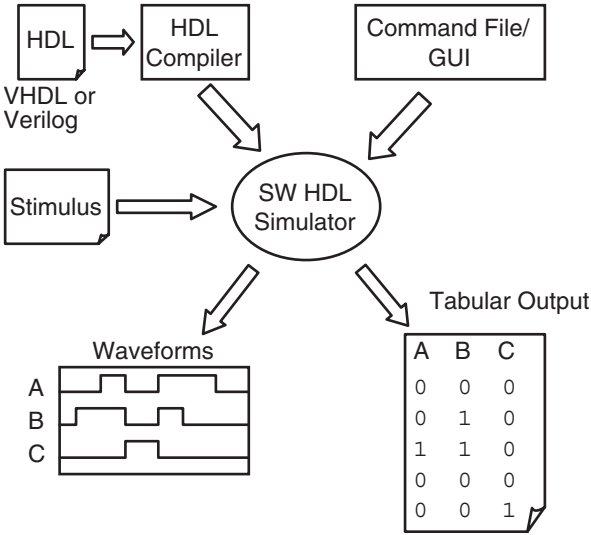 HDL
HDL
Compiler
Command File/
GUI
VHDL or
Verilog
Stimulus
SW HDL
Simulator
Waveforms
A
B
C
Tabular Output
A B C
0 0 0
0 1 0
1 1 0
0 0 0
0 0 1